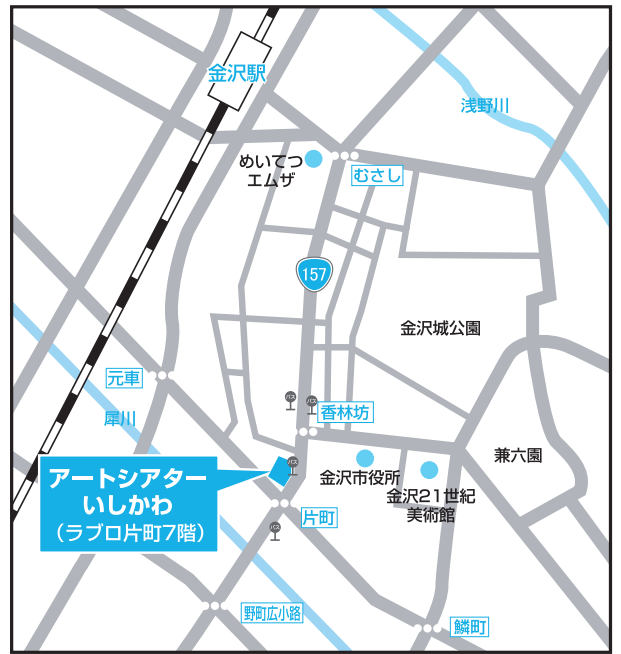 金沢駅
浅野川
めいてつ
エムザ
むさし
157
金沢城公園
元車
犀川
バス
バス
香林坊
兼六園
アートシアター
いしかわ
(ラブロ片町7階)
バス
金沢市役所
金沢21世紀
美術館
片町
バス
野町広小路
鱗町